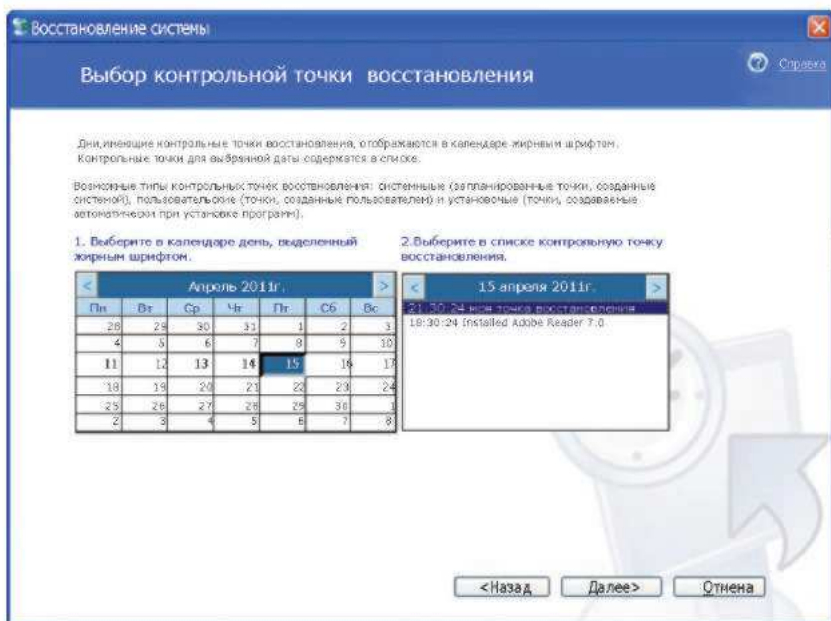 Восстановление системы
Выбор контрольной точки восстановления
Справка
Дни,имеющие контрольные точки восстановления, отображаются в календаре жирным шрифтом.
Контрольные точки для выбранной даты содержатся в списке.
Возможные типы контрольных точек восстновления: системныые (запланированные точки, созданные
системой), пользовательские (точки, созданные пользователем) и установочые (точки, создаваемые
автоматически при установке программ).
1. Выберите в календаре день, выделенный
жирным шрифтом.
2.Выберите в списке контрольную точку
восстановления.
< Апрель 2011г. >
Пн Вт Ср Чт Пт Сб Вс
28 29 30 31 1 2 3
4 5 6 7 8 9 10
11 12 13 14 15 16 17
18 19 20 21 22 23 24
25 26 27 28 29 30 1
2 3 4 5 6 7 8
< 15 апреля 2011г. >
21:30:24 моя точка восстановления
18:30:24 Installed Adobe Reader 7.0
<Назад Далее> Отмена